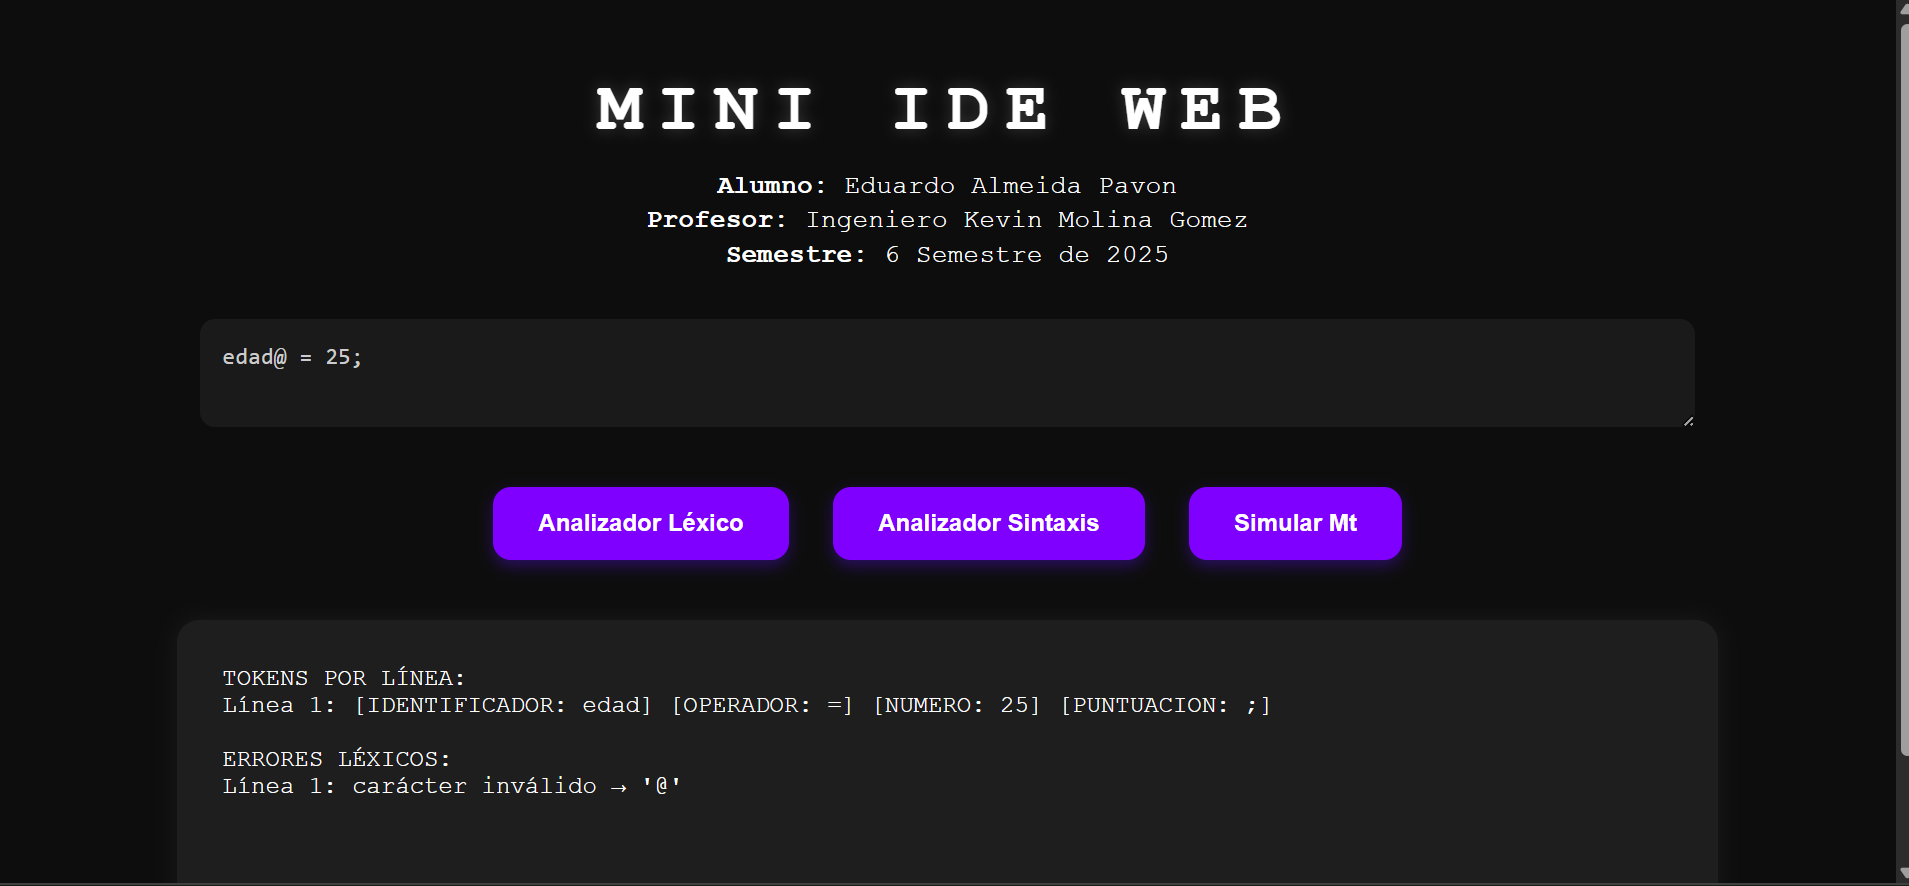 MINI IDE WEB
Alumno: Eduardo Almeida Pavon
Profesor: Ingeniero Kevin Molina Gomez
Semestre: 6 Semestre de 2025
edad@ = 25;
Analizador Léxico
Analizador Sintaxis
Simular Mt
TOKENS POR LÍNEA:
Línea 1: [IDENTIFICADOR: edad] [OPERADOR: =] [NUMERO: 25] [PUNTUACION: ;]
ERRORES LÉXICOS:
Línea 1: carácter inválido → '@'